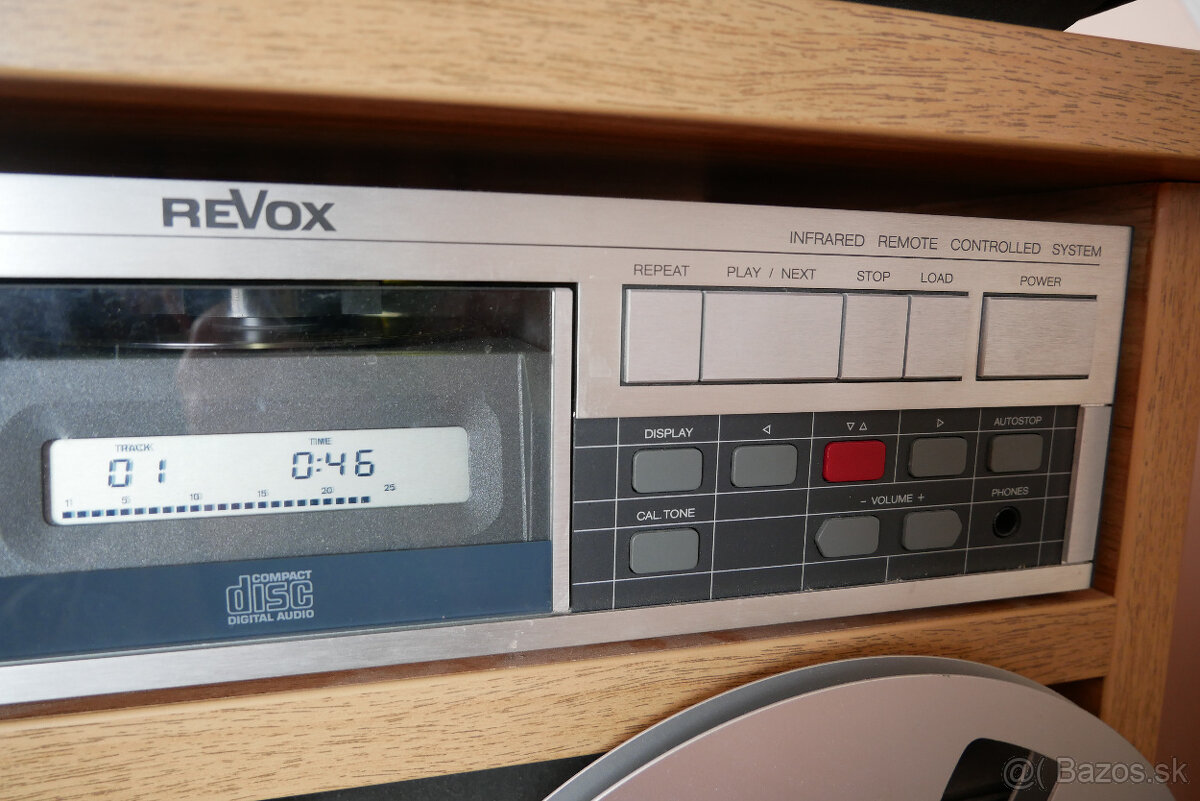 REVOX
INFRARED REMOTE CONTROLLED SYSTEM
REPEAT PLAY / NEXT STOP LOAD POWER
TRACK TIME
01 1 0:46
1 5 10 15 20 25
DISPLAY ◁ ▽ △ ▷ AUTOSTOP
CAL. TONE - VOLUME + PHONES
COMPACT
disc
DIGITAL AUDIO
@( Bazos.sk